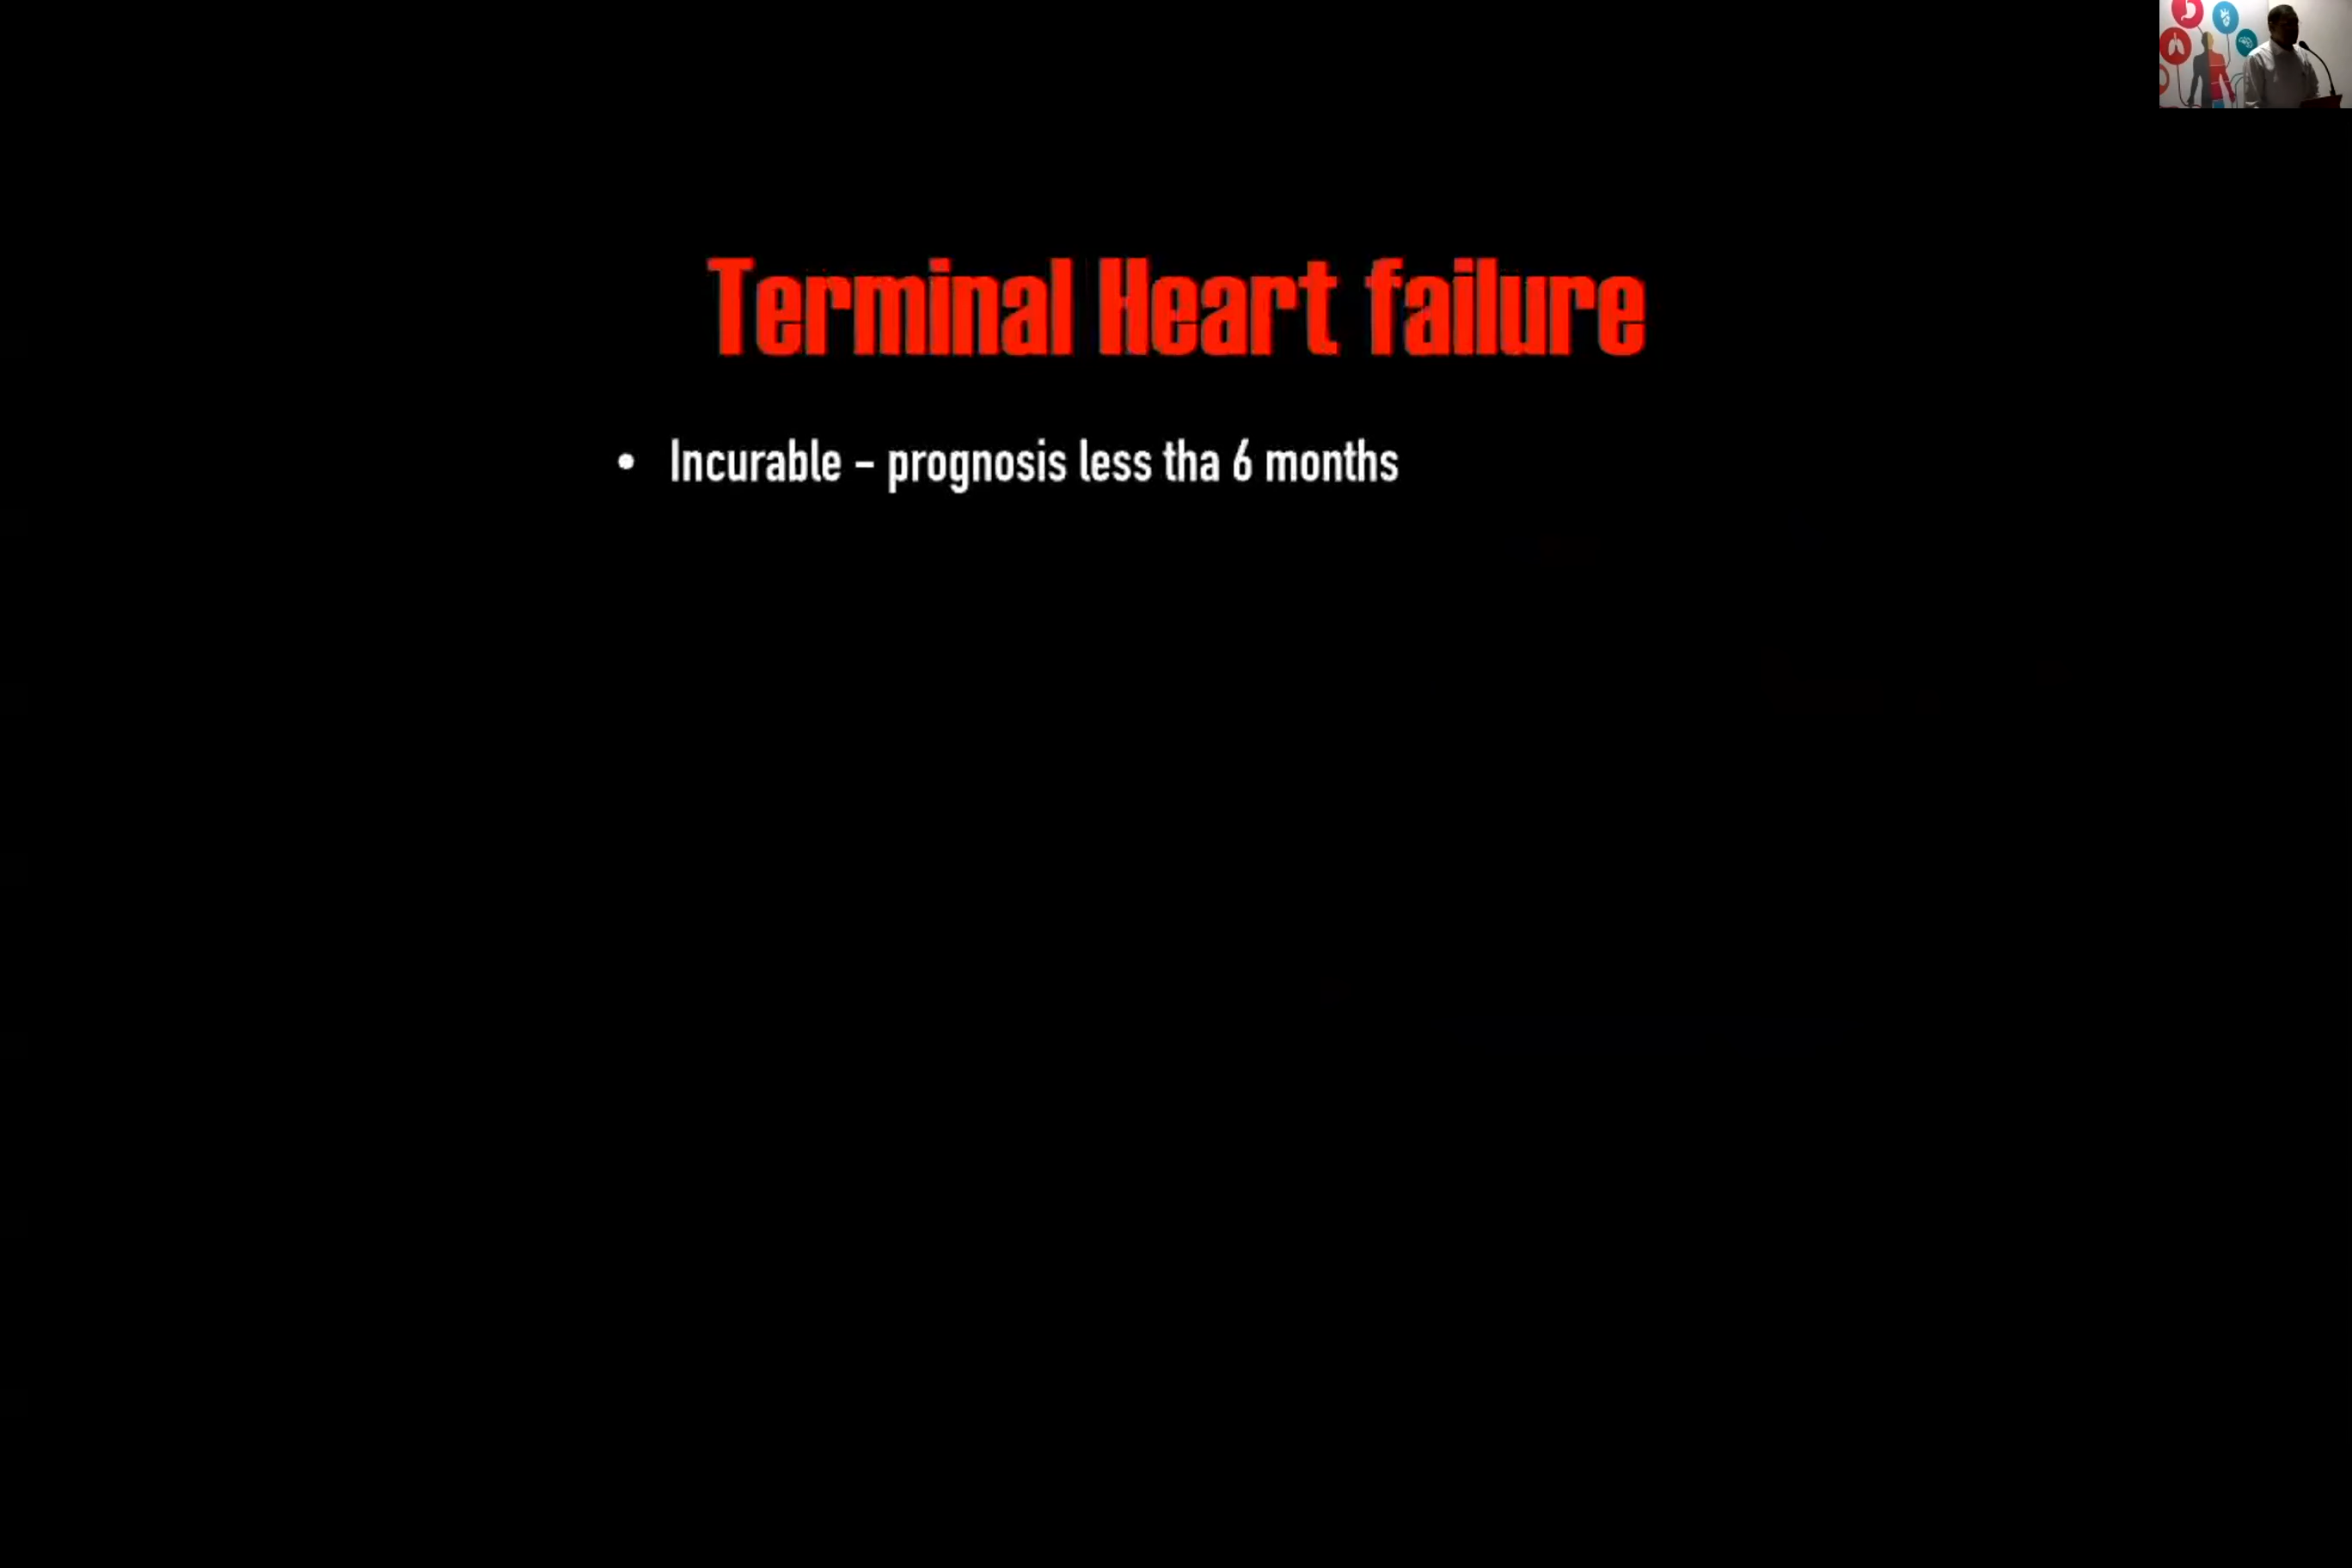 Terminal Heart failure
• Incurable – prognosis less tha 6 months